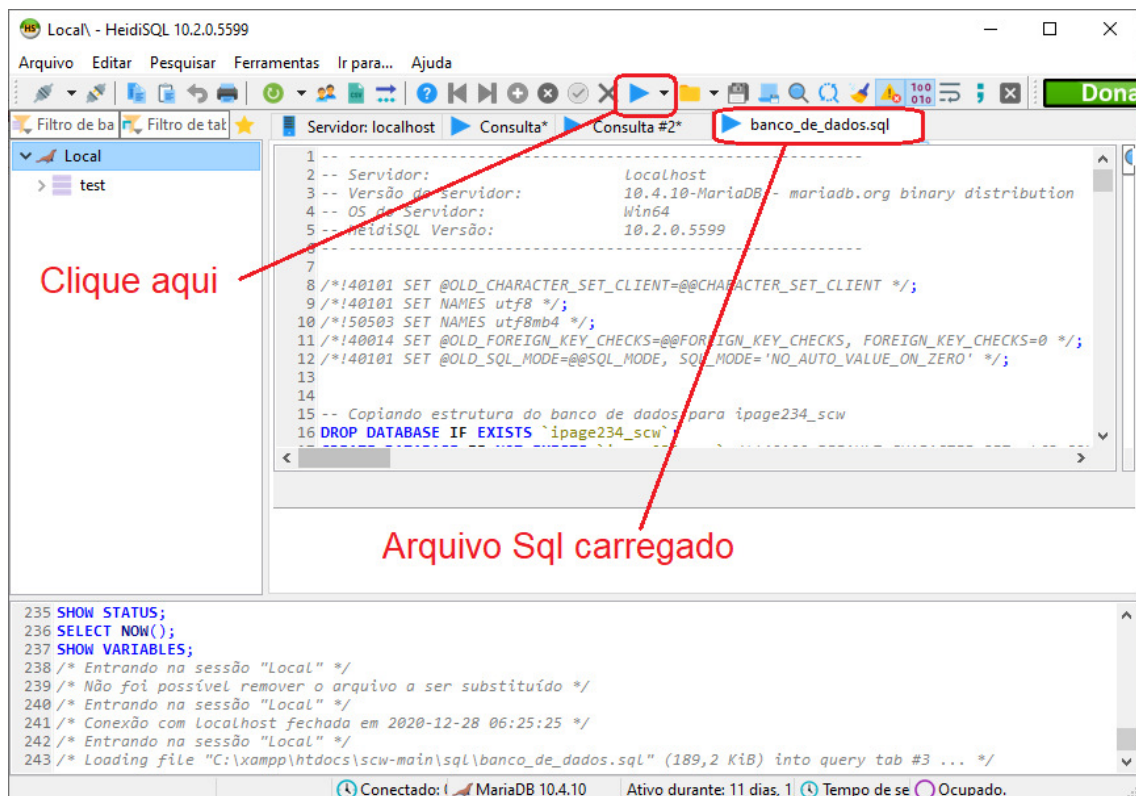 Local\ - HeidiSQL 10.2.0.5599
Arquivo Editar Pesquisar Ferramentas Ir para... Ajuda
Dona
Filtro de ba Filtro de tab
Servidor: localhost Consulta* Consulta #2* banco_de_dados.sql
Local
test
1 -- --------------------------------------------------------
2 -- Servidor: localhost
3 -- Versão do servidor: 10.4.10-MariaDB - mariadb.org binary distribution
4 -- OS do Servidor: Win64
5 -- HeidiSQL Versão: 10.2.0.5599
6 -- --------------------------------------------------------
7
8 /*!40101 SET @OLD_CHARACTER_SET_CLIENT=@@CHARACTER_SET_CLIENT */;
9 /*!40101 SET NAMES utf8 */;
10 /*!50503 SET NAMES utf8mb4 */;
11 /*!40014 SET @OLD_FOREIGN_KEY_CHECKS=@@FOREIGN_KEY_CHECKS, FOREIGN_KEY_CHECKS=0 */;
12 /*!40101 SET @OLD_SQL_MODE=@@SQL_MODE, SQL_MODE='NO_AUTO_VALUE_ON_ZERO' */;
13
14
15 -- Copiando estrutura do banco de dados para ipage234_scw
16 DROP DATABASE IF EXISTS `ipage234_scw`;
Clique aqui
Arquivo Sql carregado
235 SHOW STATUS;
236 SELECT NOW();
237 SHOW VARIABLES;
238 /* Entrando na sessão "Local" */
239 /* Não foi possível remover o arquivo a ser substituído */
240 /* Entrando na sessão "Local" */
241 /* Conexão com localhost fechada em 2020-12-28 06:25:25 */
242 /* Entrando na sessão "Local" */
243 /* Loading file "C:\xampp\htdocs\scw-main\sql\banco_de_dados.sql" (189,2 KiB) into query tab #3 ... */
Conectado: ( MariaDB 10.4.10 Ativo durante: 11 dias, 1 Tempo de se Ocupado.